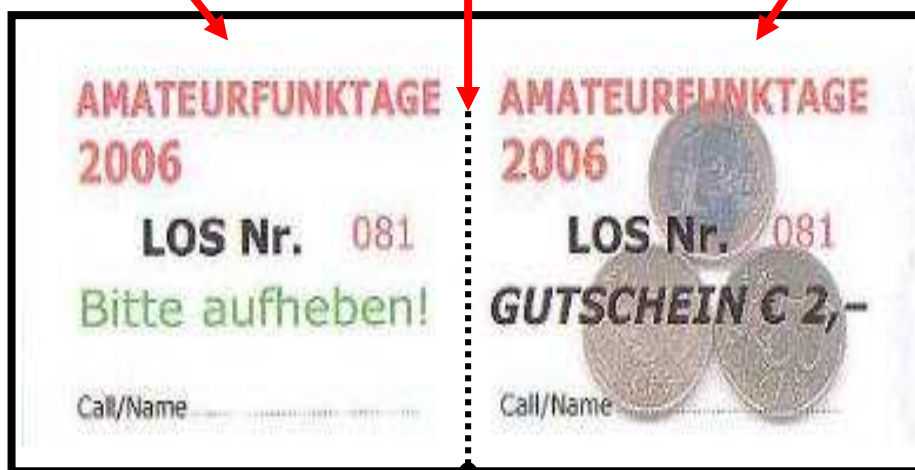 AMATEURFUNKTAGE
2006
LOS Nr. 081
Bitte aufheben!
Call/Name
AMATEURFUNKTAGE
2006
LOS Nr. 081
GUTSCHEIN € 2,–
Call/Name